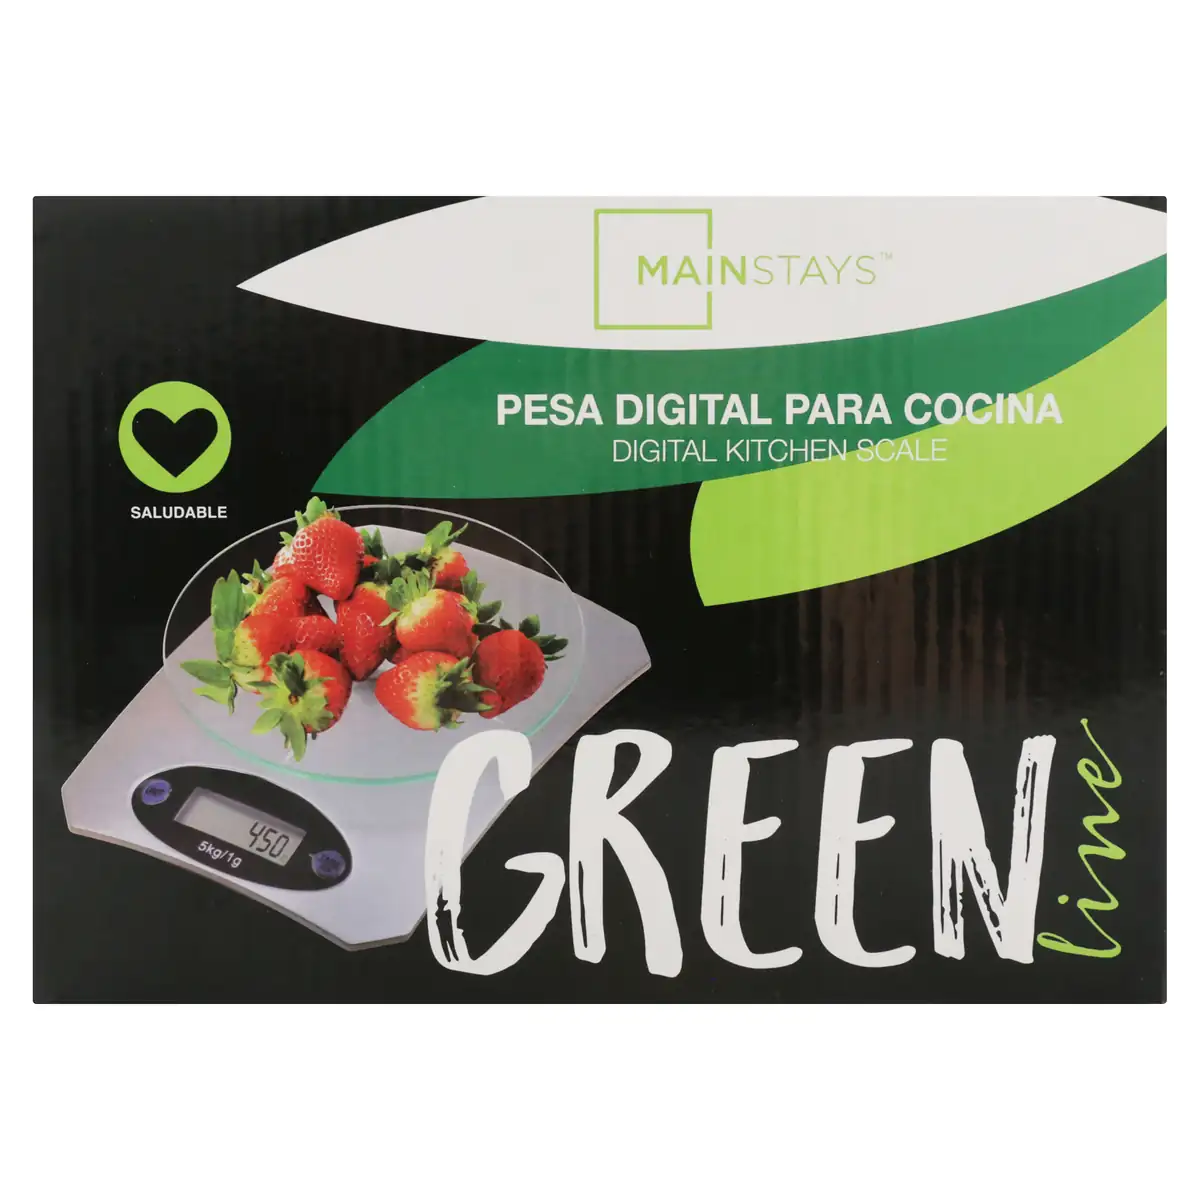 MAINSTAYS™
PESA DIGITAL PARA COCINA
DIGITAL KITCHEN SCALE
SALUDABLE
450
5kg/1g
GREEN
line